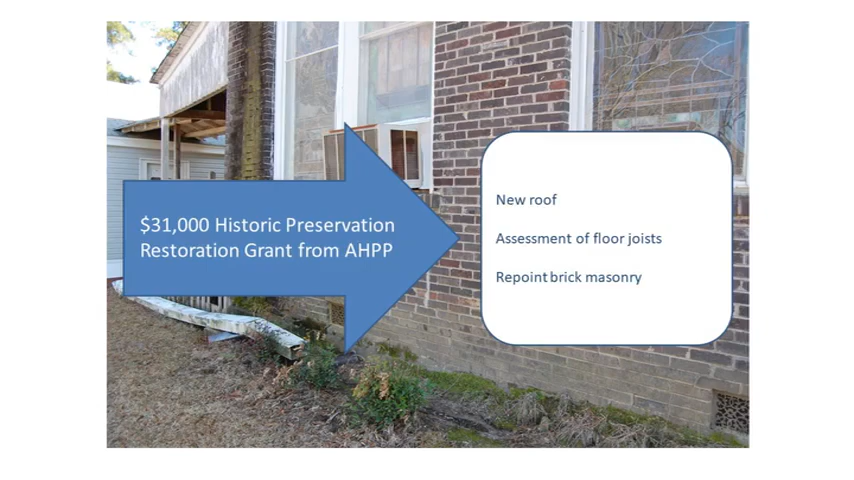 $31,000 Historic Preservation
Restoration Grant from AHPP
New roof
Assessment of floor joists
Repoint brick masonry